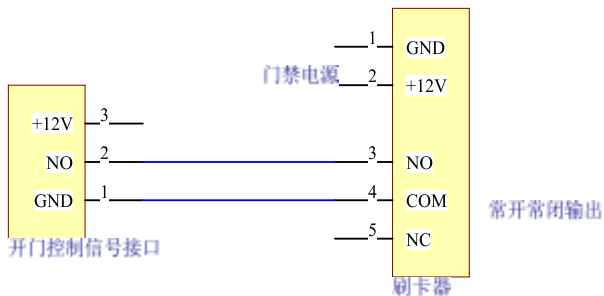 1 GND
门禁电源
2 +12V
+12V 3
NO 2
3 NO
GND 1
4 COM
常开常闭输出
5 NC
开门控制信号接口
刷卡器